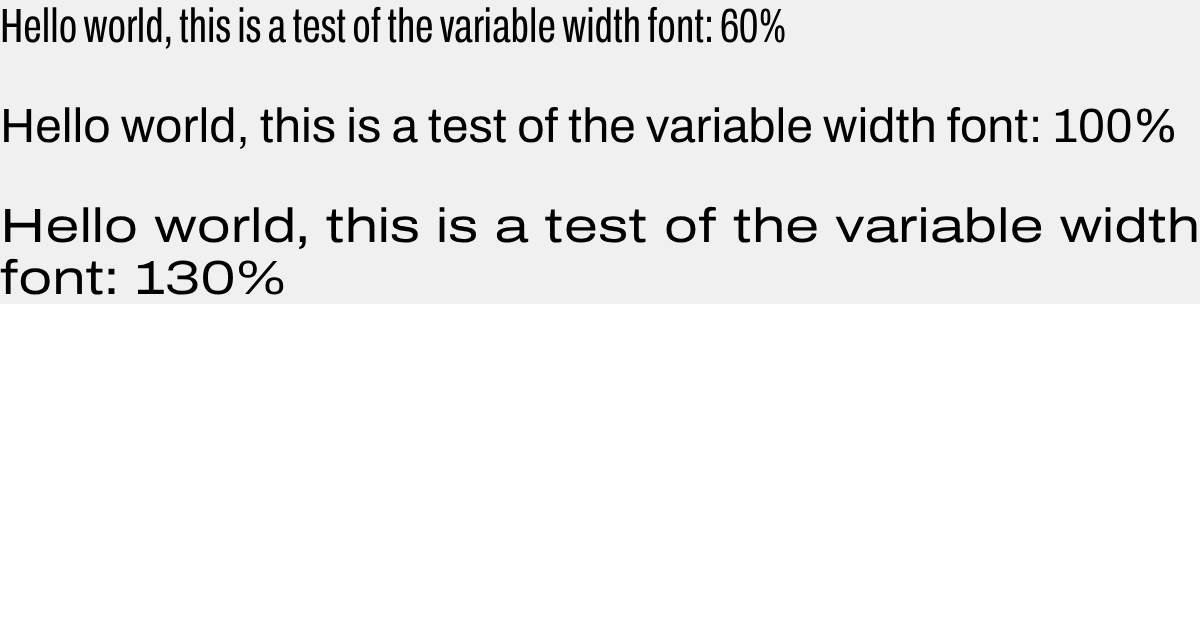 Hello world, this is a test of the variable width font: 60%
Hello world, this is a test of the variable width font: 100%
Hello world, this is a test of the variable width
font: 130%